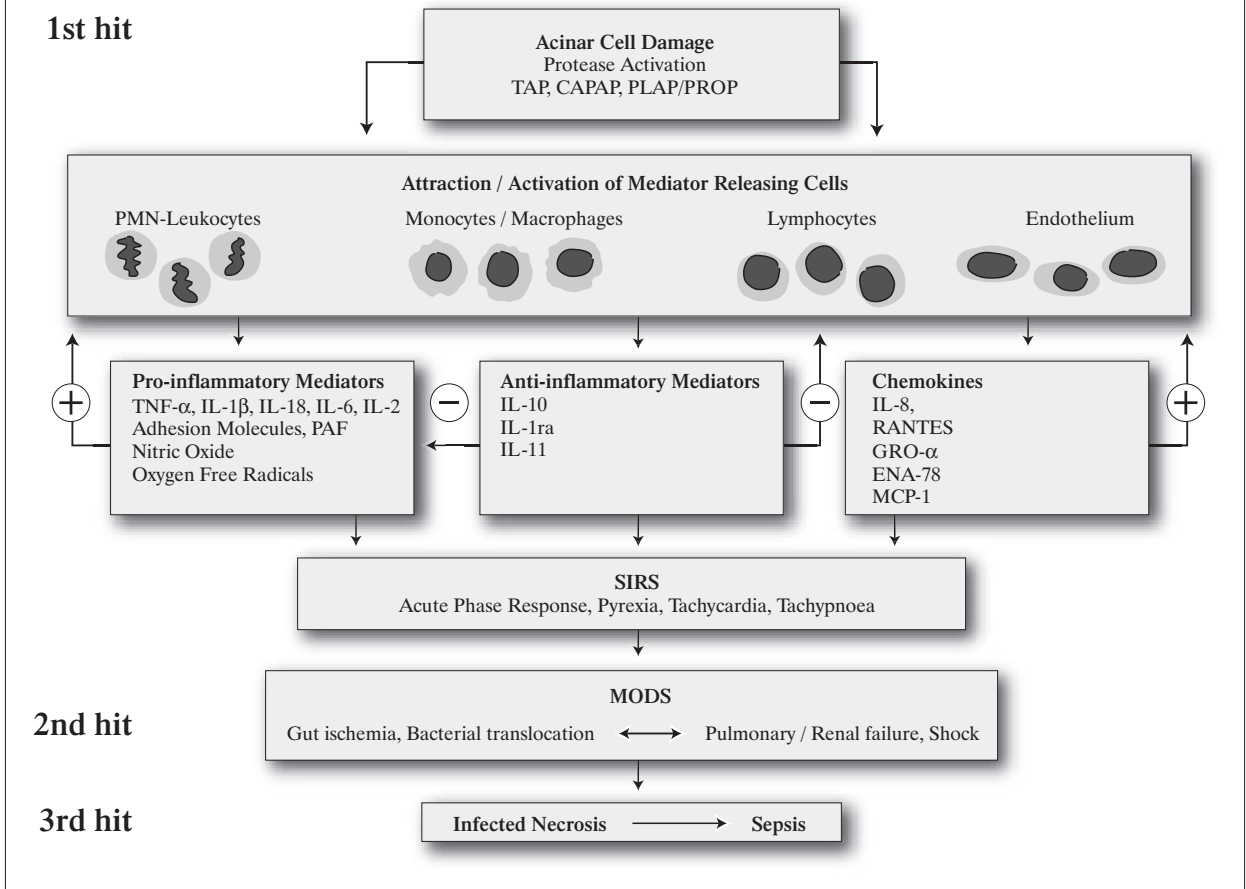 1st hit
Acinar Cell Damage
Protease Activation
TAP, CAPAP, PLAP/PROP
Attraction / Activation of Mediator Releasing Cells
PMN-Leukocytes
Monocytes / Macrophages
Lymphocytes
Endothelium
+
Pro-inflammatory Mediators
TNF-α, IL-1β, IL-18, IL-6, IL-2
Adhesion Molecules, PAF
Nitric Oxide
Oxygen Free Radicals
−
Anti-inflammatory Mediators
IL-10
IL-1ra
IL-11
−
Chemokines
IL-8,
RANTES
GRO-α
ENA-78
MCP-1
+
SIRS
Acute Phase Response, Pyrexia, Tachycardia, Tachypnoea
2nd hit
MODS
Gut ischemia, Bacterial translocation
Pulmonary / Renal failure, Shock
3rd hit
Infected Necrosis
Sepsis